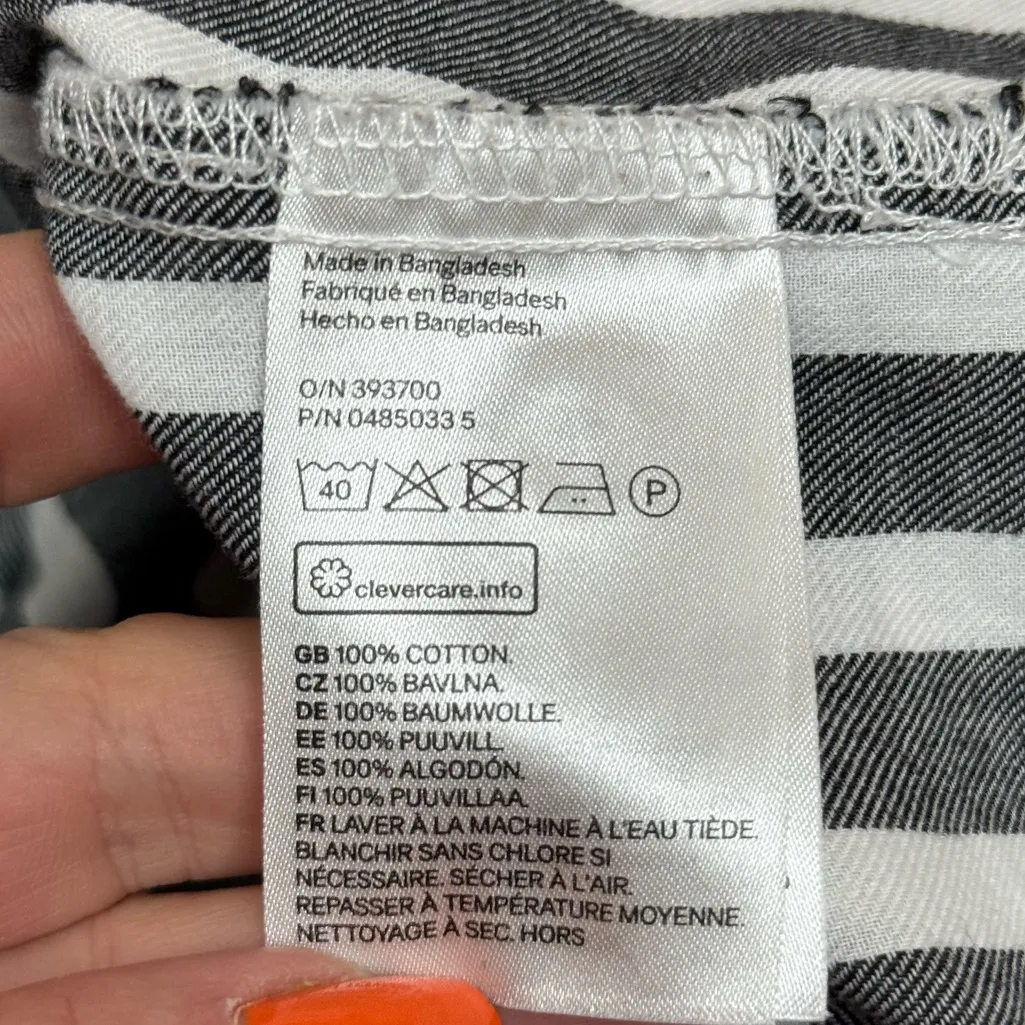 Made in Bangladesh
Fabriqué en Bangladesh
Hecho en Bangladesh
O/N 393700
P/N 0485033 5
40 P
clevercare.info
GB 100% COTTON.
CZ 100% BAVLNA.
DE 100% BAUMWOLLE.
EE 100% PUUVILL.
ES 100% ALGODÓN.
FI 100% PUUVILLAA.
FR LAVER À LA MACHINE À L'EAU TIÈDE.
BLANCHIR SANS CHLORE SI
NÉCESSAIRE. SÉCHER À L'AIR.
REPASSER À TEMPÉRATURE MOYENNE.
NETTOYAGE À SEC. HORS